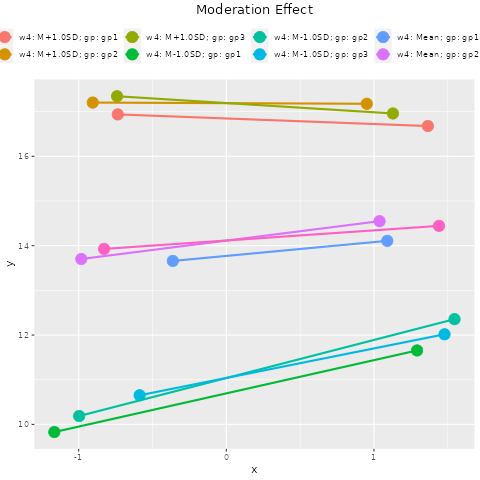 Moderation Effect
w4: M+1.0SD; gp: gp1 w4: M+1.0SD; gp: gp3 w4: M-1.0SD; gp: gp2 w4: Mean; gp: gp1
w4: M+1.0SD; gp: gp2 w4: M-1.0SD; gp: gp1 w4: M-1.0SD; gp: gp3 w4: Mean; gp: gp2
16
14
12
10
y
-1 0 1
x